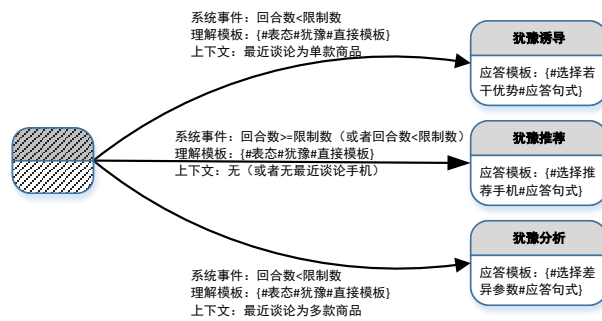 系统事件：回合数<限制数
理解模板：{#表态#犹豫#直接模板}
上下文：最近谈论为单款商品
犹豫诱导
应答模板：{#选择若
干优势#应答句式}
系统事件：回合数>=限制数（或者回合数<限制数）
理解模板：{#表态#犹豫#直接模板}
上下文：无（或者无最近谈论手机）
犹豫推荐
应答模板：{#选择推
荐手机#应答句式}
犹豫分析
应答模板：{#选择差
异参数#应答句式}
系统事件：回合数<限制数
理解模板：{#表态#犹豫#直接模板}
上下文：最近谈论为多款商品